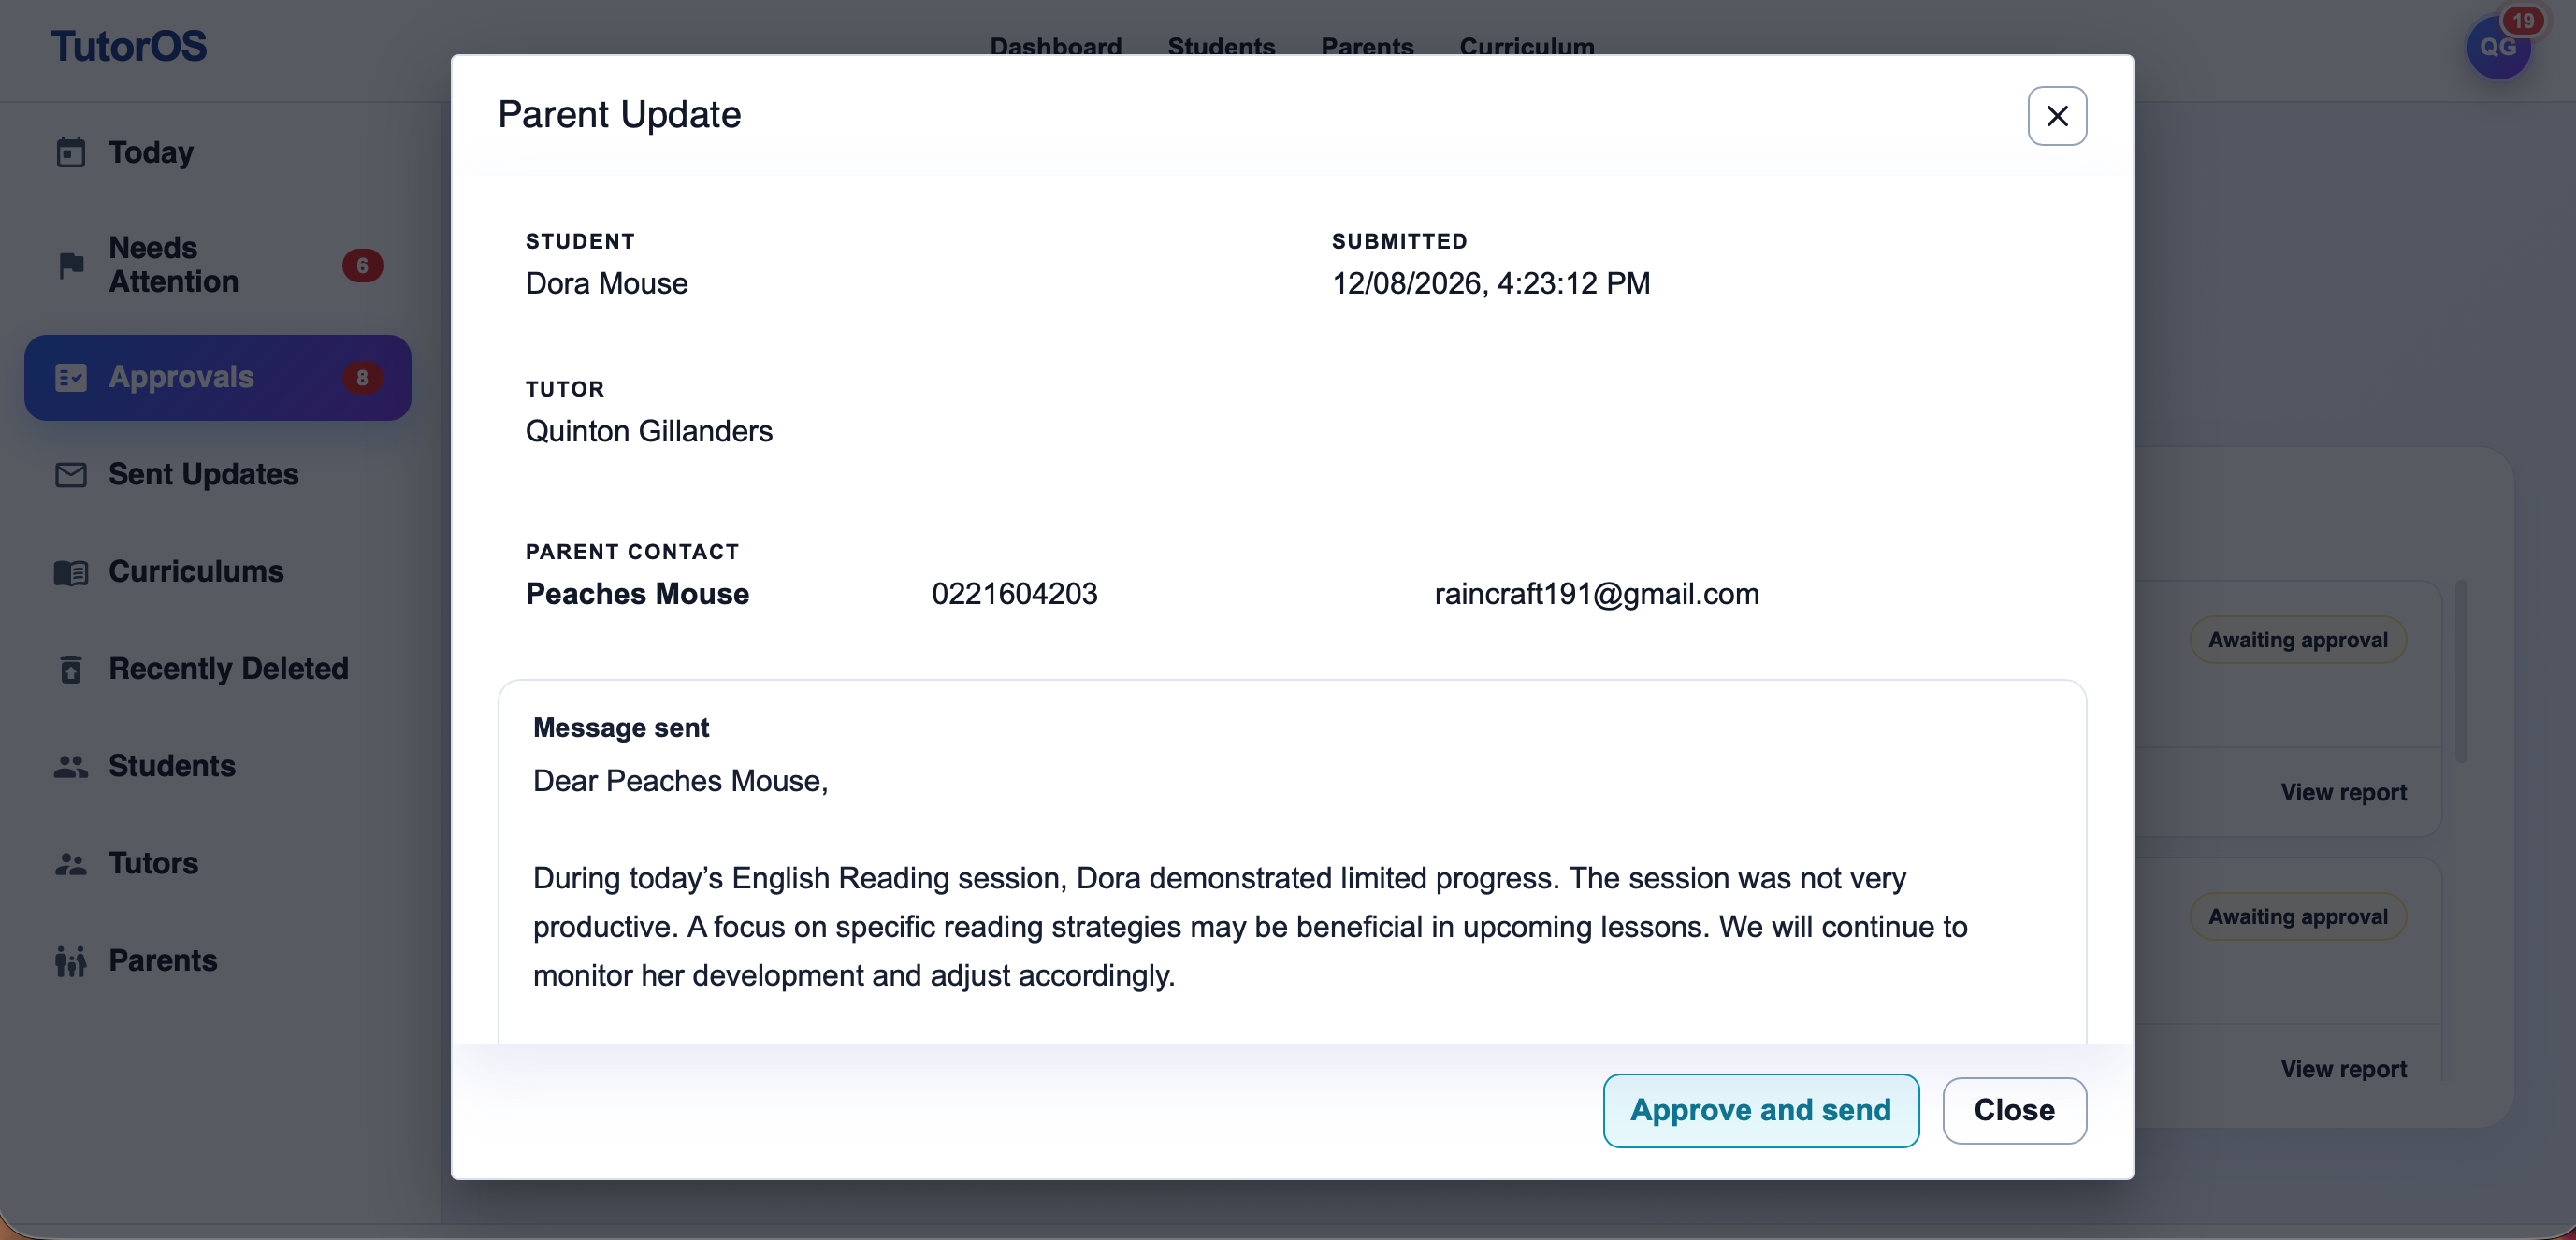 TutorOS
Dashboard Students Parents Curriculum
19
QG
Today
Needs
Attention
6
Approvals
8
Sent Updates
Curriculums
Recently Deleted
Students
Tutors
Parents
Parent Update
STUDENT
Dora Mouse
SUBMITTED
12/08/2026, 4:23:12 PM
TUTOR
Quinton Gillanders
PARENT CONTACT
Peaches Mouse 0221604203 raincraft191@gmail.com
Message sent
Dear Peaches Mouse,
During today’s English Reading session, Dora demonstrated limited progress. The session was not very
productive. A focus on specific reading strategies may be beneficial in upcoming lessons. We will continue to
monitor her development and adjust accordingly.
Approve and send
Close
Awaiting approval
View report
Awaiting approval
View report